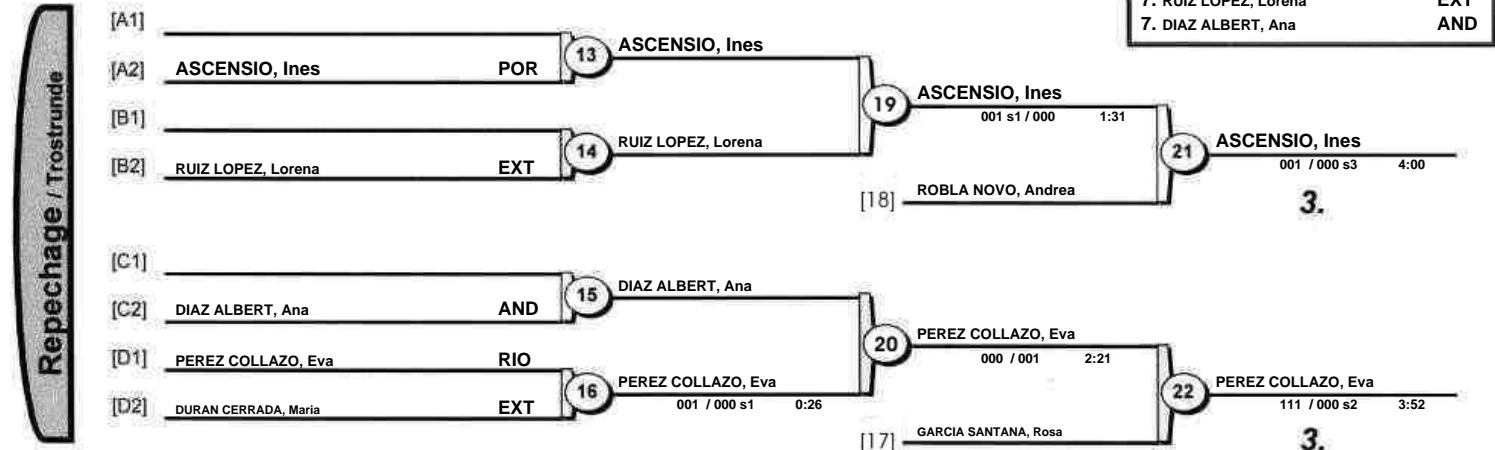 7. RUIZ LOPEZ, Lorena EXT
7. DIAZ ALBERT, Ana AND
Repechage / Trostrunde
[A1]
[A2] ASCENSIO, Ines POR
13 ASCENSIO, Ines
[B1]
[B2] RUIZ LOPEZ, Lorena EXT
14 RUIZ LOPEZ, Lorena
19 ASCENSIO, Ines
001 s1 / 000 1:31
[18] ROBLA NOVO, Andrea
21 ASCENSIO, Ines
001 / 000 s3 4:00
3.
[C1]
[C2] DIAZ ALBERT, Ana AND
15 DIAZ ALBERT, Ana
[D1] PEREZ COLLAZO, Eva RIO
[D2] DURAN CERRADA, Maria EXT
16 PEREZ COLLAZO, Eva
001 / 000 s1 0:26
20 PEREZ COLLAZO, Eva
000 / 001 2:21
[17] GARCIA SANTANA, Rosa
22 PEREZ COLLAZO, Eva
111 / 000 s2 3:52
3.